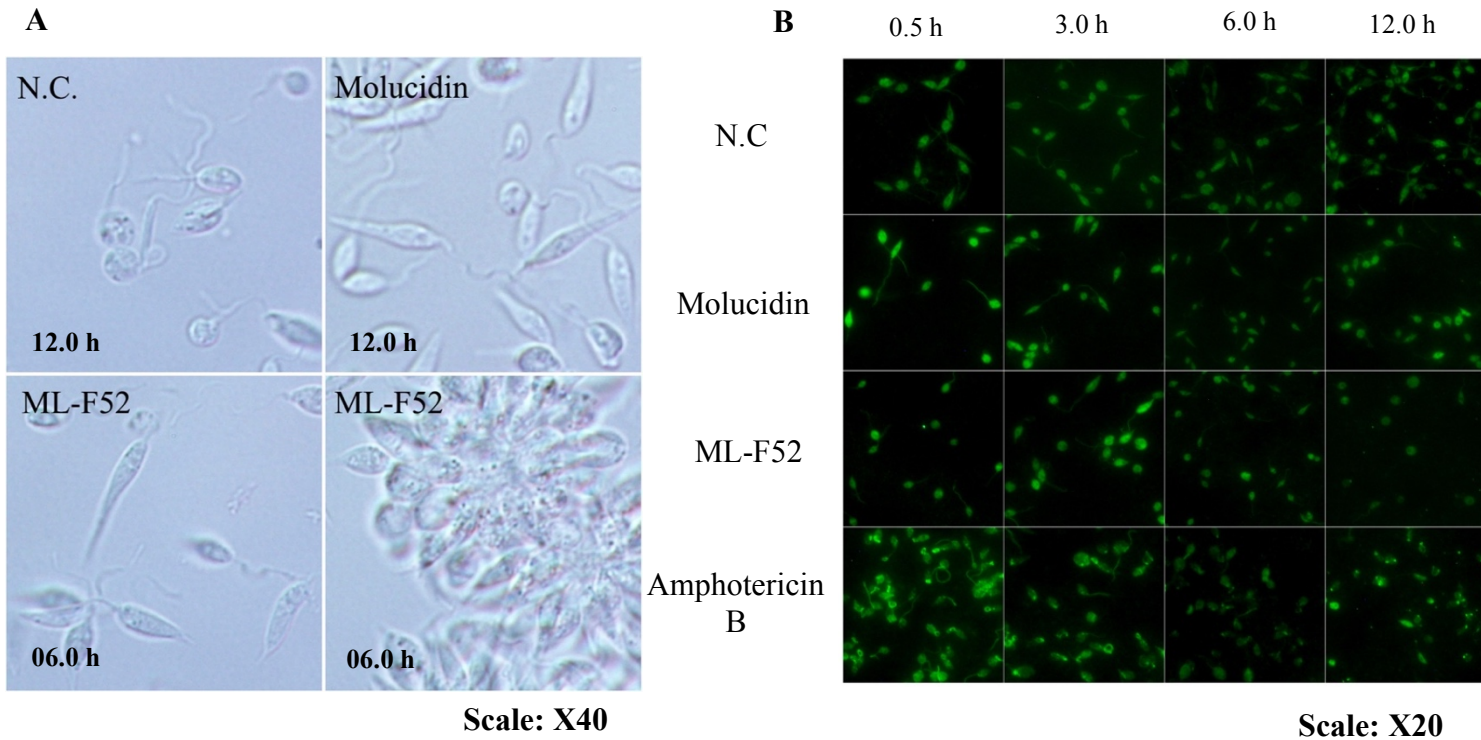 A
N.C.
12.0 h
Molucidin
12.0 h
ML-F52
06.0 h
ML-F52
06.0 h
Scale: X40
B
0.5 h
3.0 h
6.0 h
12.0 h
N.C
Molucidin
ML-F52
Amphotericin
B
Scale: X20